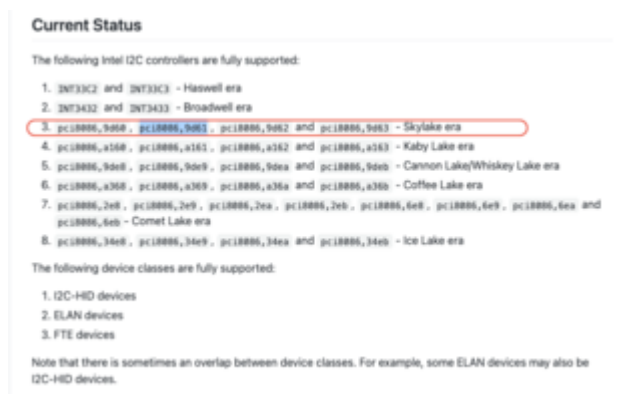 Current Status
The following Intel I2C controllers are fully supported:
1. INT33C2 and INT33C3 - Haswell era
2. INT3432 and INT3433 - Broadwell era
3. pci8086,9d60, pci8086,9d61, pci8086,9d62 and pci8086,9d63 - Skylake era
4. pci8086,a160, pci8086,a161, pci8086,a162 and pci8086,a163 - Kaby Lake era
5. pci8086,9de8, pci8086,9de9, pci8086,9dea and pci8086,9deb - Cannon Lake/Whiskey Lake era
6. pci8086,a368, pci8086,a369, pci8086,a36a and pci8086,a36b - Coffee Lake era
7. pci8086,2e8, pci8086,2e9, pci8086,2ea, pci8086,2eb, pci8086,6e8, pci8086,6e9, pci8086,6ea and
pci8086,6eb - Comet Lake era
8. pci8086,34e8, pci8086,34e9, pci8086,34ea and pci8086,34eb - Ice Lake era
The following device classes are fully supported:
1. I2C-HID devices
2. ELAN devices
3. FTE devices
Note that there is sometimes an overlap between device classes. For example, some ELAN devices may also be
I2C-HID devices.